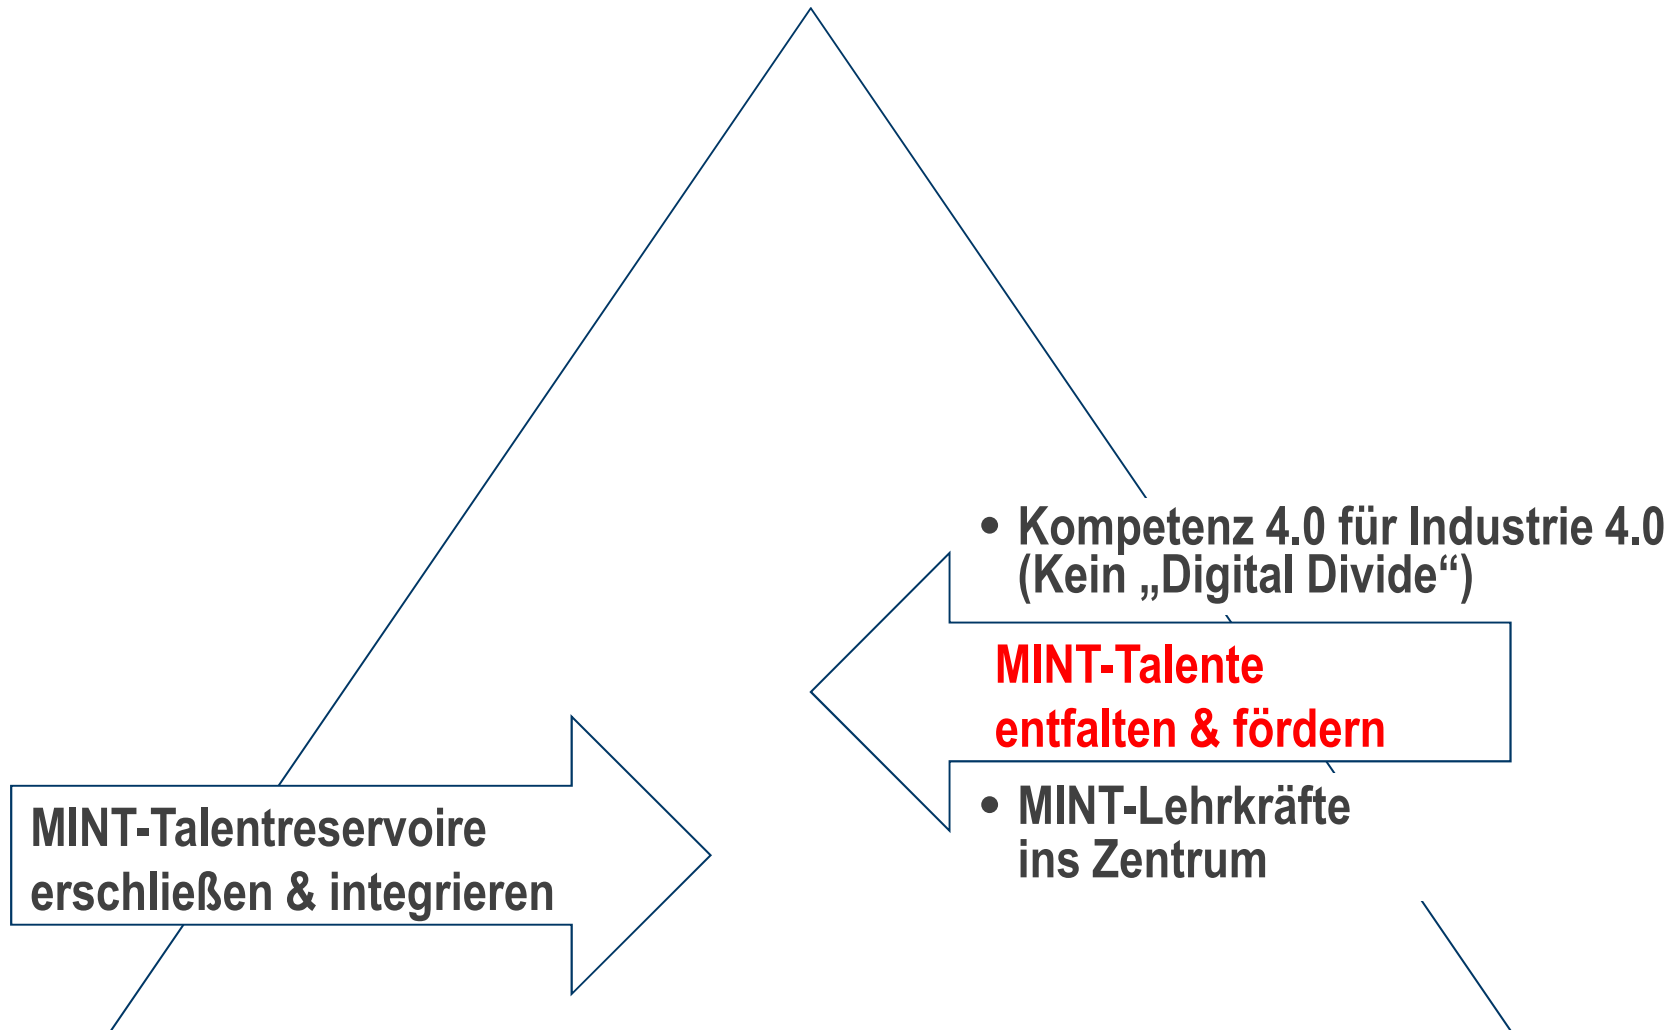 • Kompetenz 4.0 für Industrie 4.0
(Kein „Digital Divide“)
MINT-Talente
entfalten & fördern
• MINT-Lehrkräfte
ins Zentrum
MINT-Talentreservoire
erschließen & integrieren